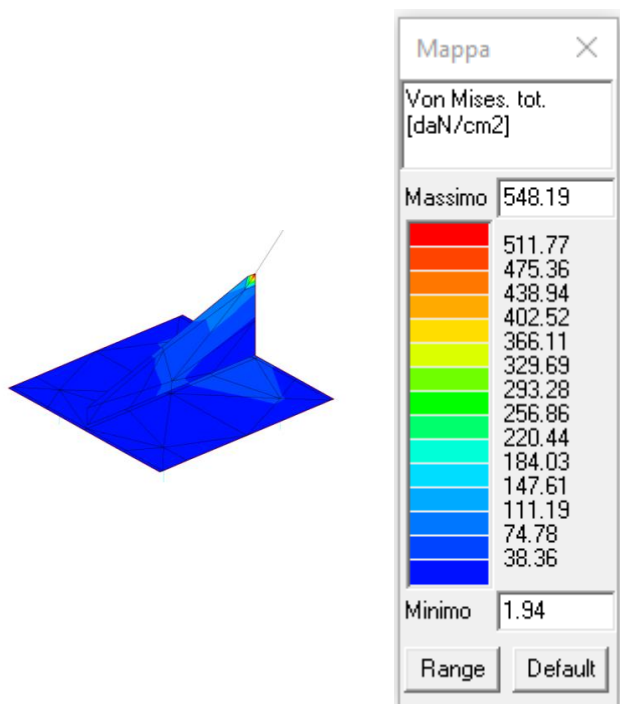 Mappa
Von Mises. tot.
[daN/cm2]
Massimo 548.19
511.77
475.36
438.94
402.52
366.11
329.69
293.28
256.86
220.44
184.03
147.61
111.19
74.78
38.36
Minimo 1.94
Range Default